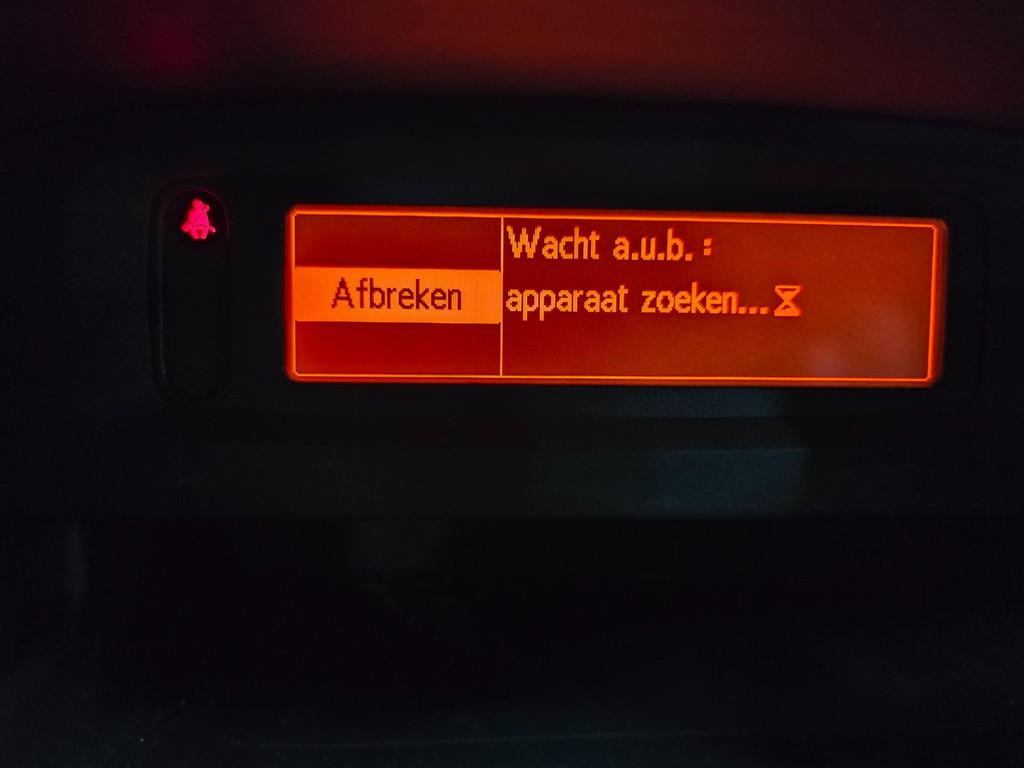 Wacht a.u.b. :
Afbreken
apparaat zoeken...